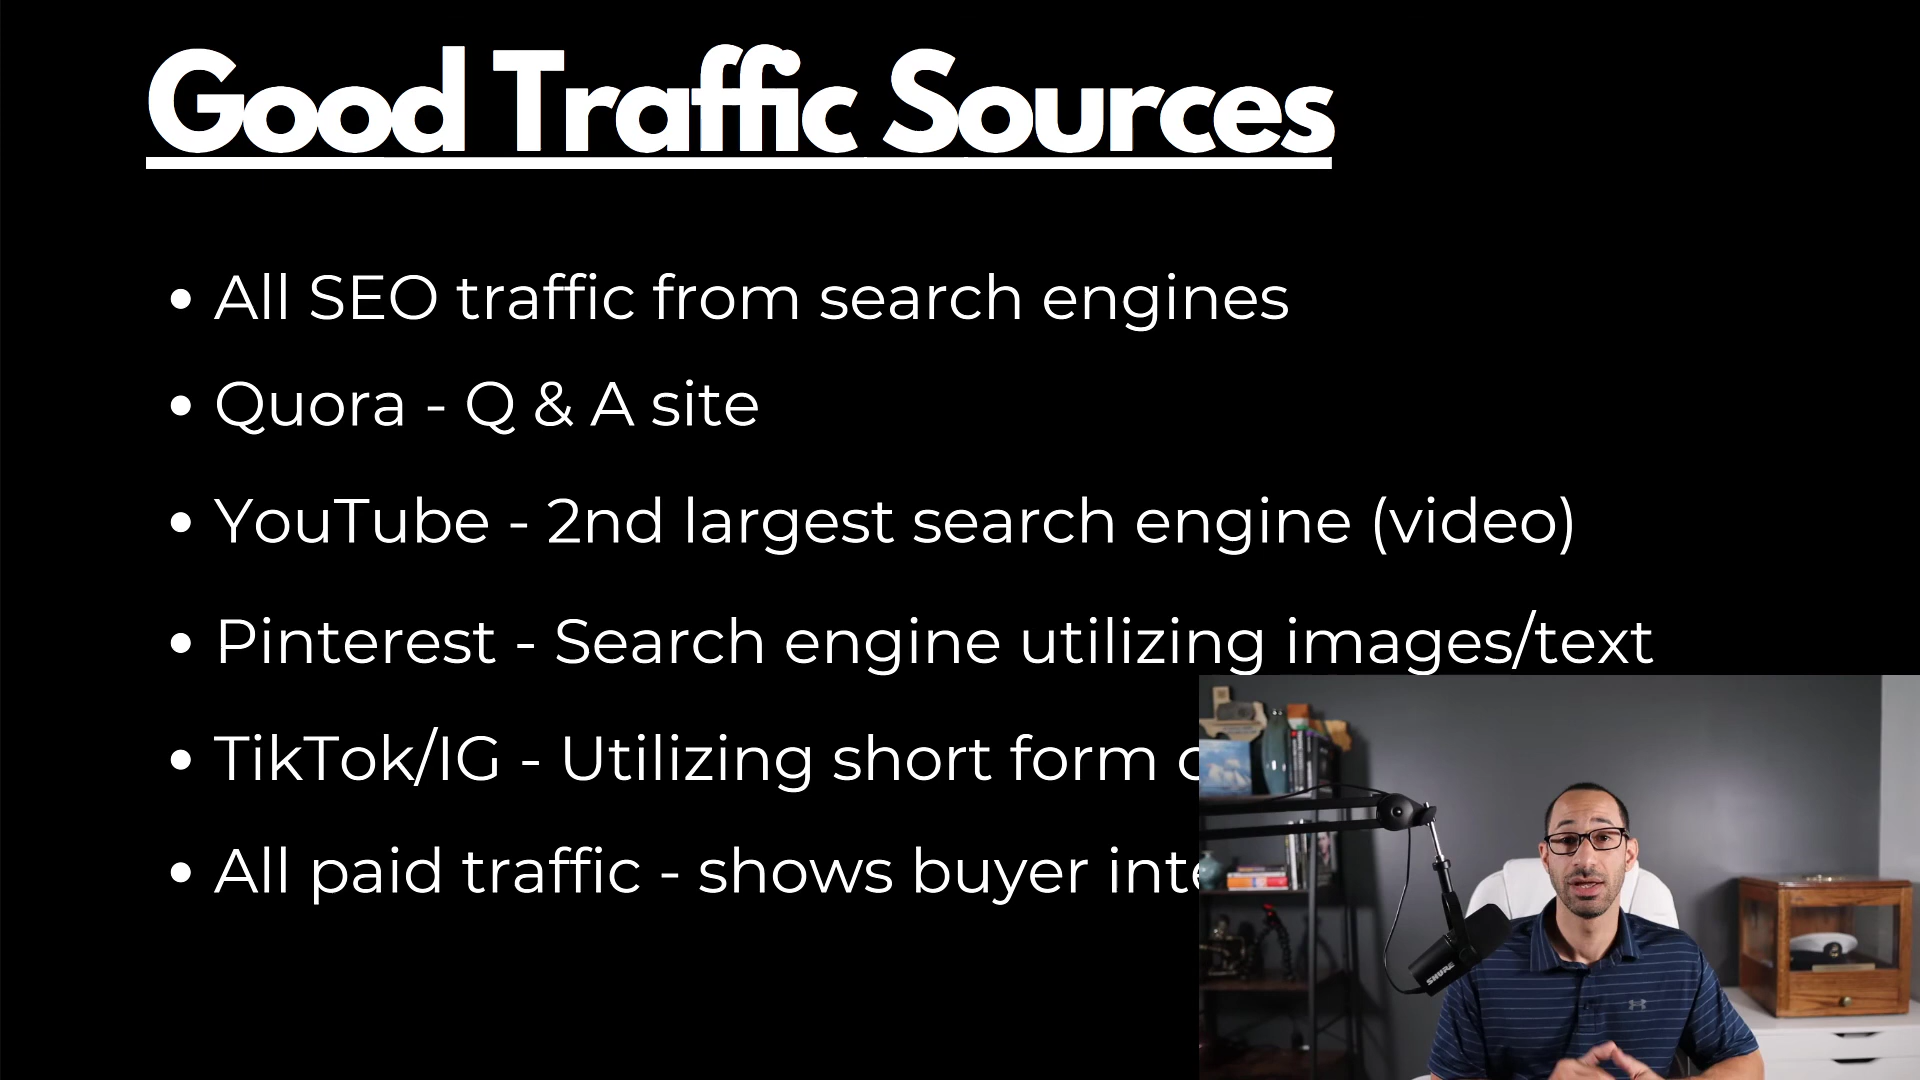 Good Traffic Sources
• All SEO traffic from search engines
• Quora - Q & A site
• YouTube - 2nd largest search engine (video)
• Pinterest - Search engine utilizing images/text
• TikTok/IG - Utilizing short form
• All paid traffic - shows buyer
SHURE